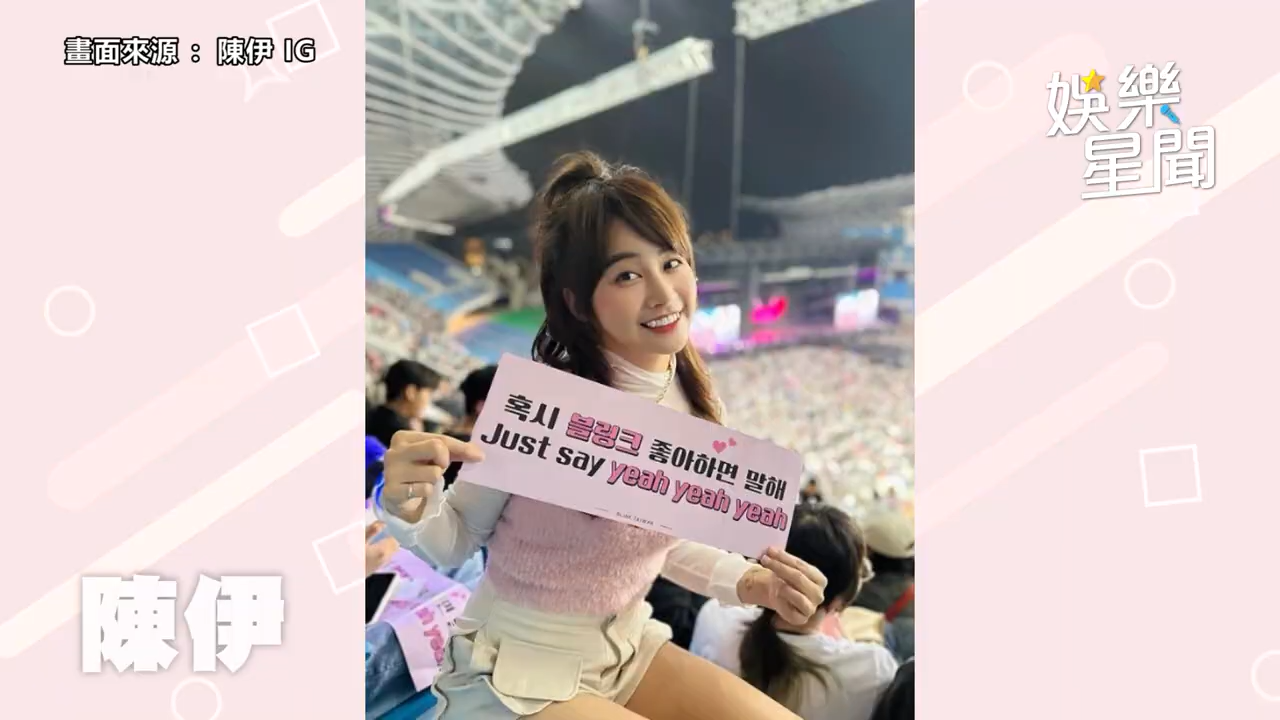 畫面來源： 陳伊 IG
娛樂
星聞
혹시 블링크 좋아하면 말해
Just say yeah yeah yeah
陳伊